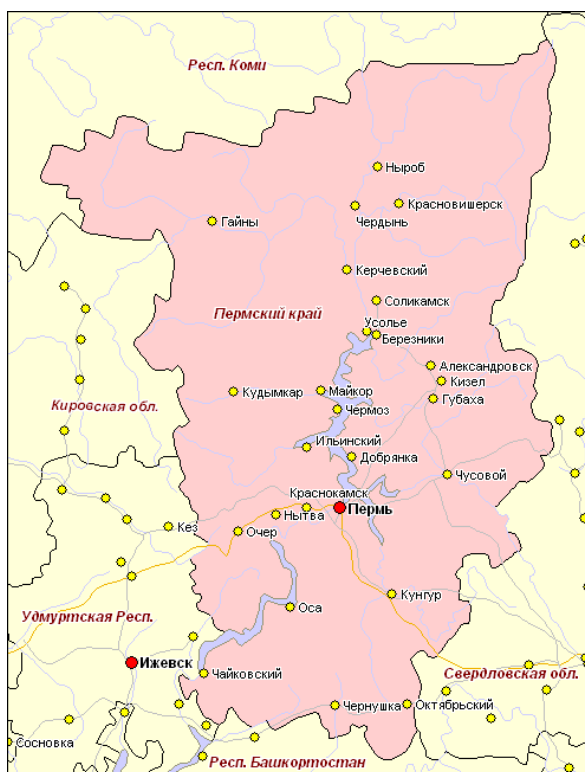 Респ. Коми
Ныроб
Красновишерск
Чердынь
Гайны
Керчевский
Соликамск
Пермский край
Усолье
Березники
Александровск
Кизел
Кудымкар
Майкор
Губаха
Кировская обл.
Чермоз
Ильинский
Добрянка
Чусовой
Краснокамск
Пермь
Нытва
Кез
Очер
Кунгур
Оса
Удмуртская Респ.
Ижевск
Чайковский
Свердловская обл.
Чернушка
Октябрьский
Сосновка
Респ. Башкортостан